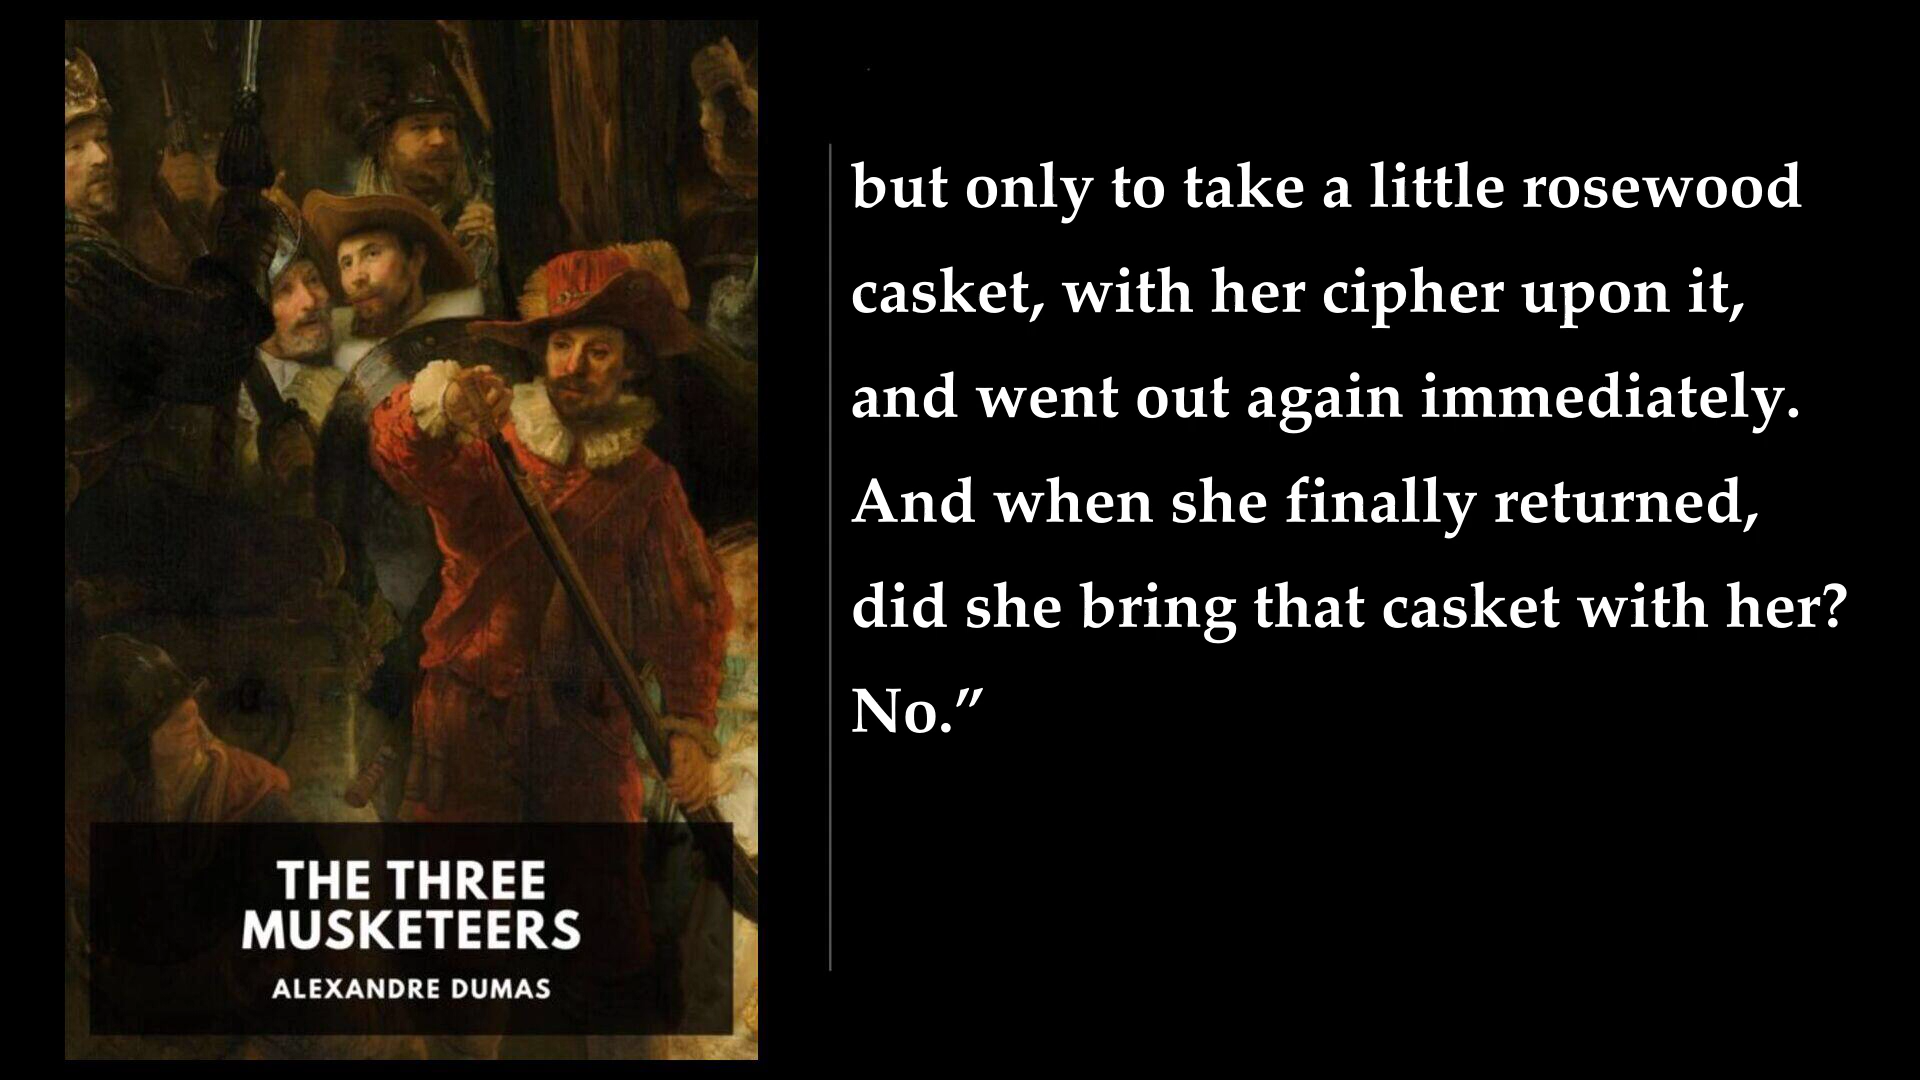 THE THREE
MUSKETEERS
ALEXANDRE DUMAS
but only to take a little rosewood
casket, with her cipher upon it,
and went out again immediately.
And when she finally returned,
did she bring that casket with her?
No.”